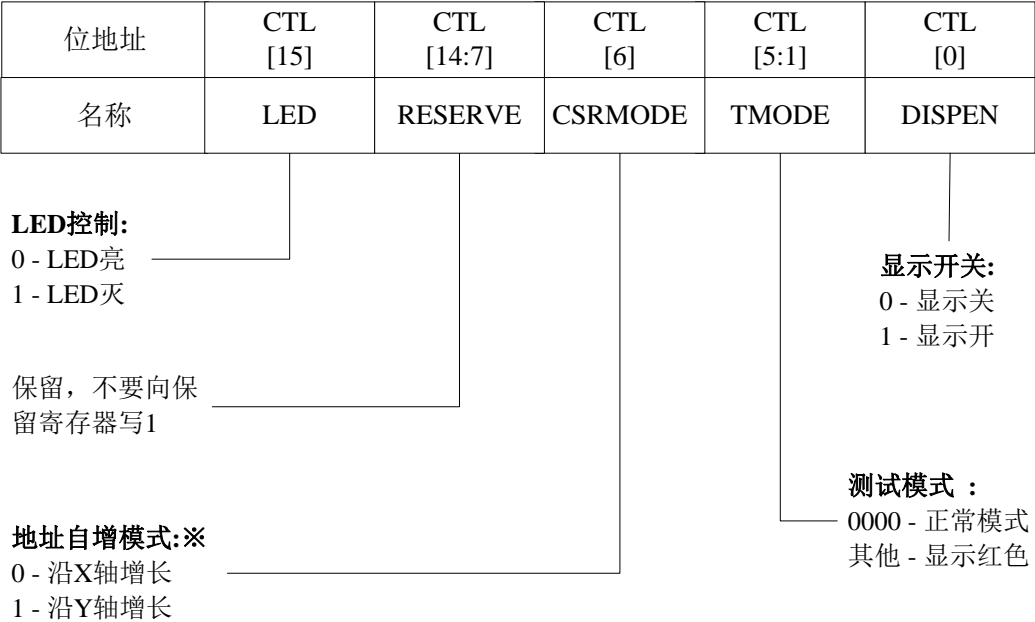 位地址 CTL [15] CTL [14:7] CTL [6] CTL [5:1] CTL [0]
名称 LED RESERVE CSRMODE TMODE DISPEN
LED控制:
0 - LED亮
1 - LED灭
显示开关:
0 - 显示关
1 - 显示开
保留，不要向保
留寄存器写1
测试模式 :
0000 - 正常模式
其他 - 显示红色
地址自增模式:※
0 - 沿X轴增长
1 - 沿Y轴增长